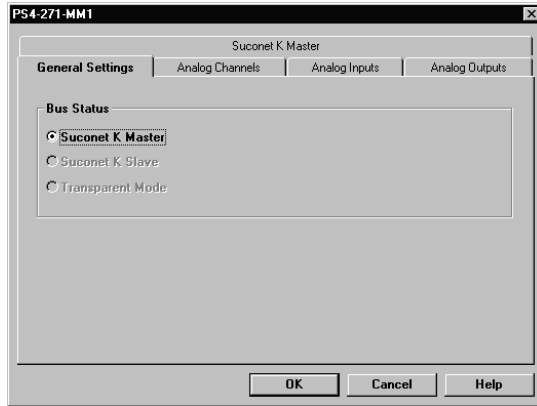 PS4-271-MM1
Suconet K Master
General Settings
Analog Channels
Analog Inputs
Analog Outputs
Bus Status
Suconet K Master
Suconet K Slave
Transparent Mode
OK
Cancel
Help